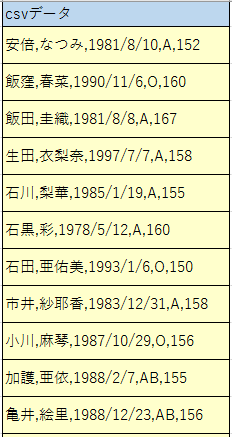 csvデータ
安倍,なつみ,1981/8/10,A,152
飯窪,春菜,1990/11/6,O,160
飯田,圭織,1981/8/8,A,167
生田,衣梨奈,1997/7/7,A,158
石川,梨華,1985/1/19,A,155
石黒,彩,1978/5/12,A,160
石田,亜佑美,1993/1/6,O,150
市井,紗耶香,1983/12/31,A,158
小川,麻琴,1987/10/29,O,156
加護,亜依,1988/2/7,AB,155
亀井,絵里,1988/12/23,AB,156